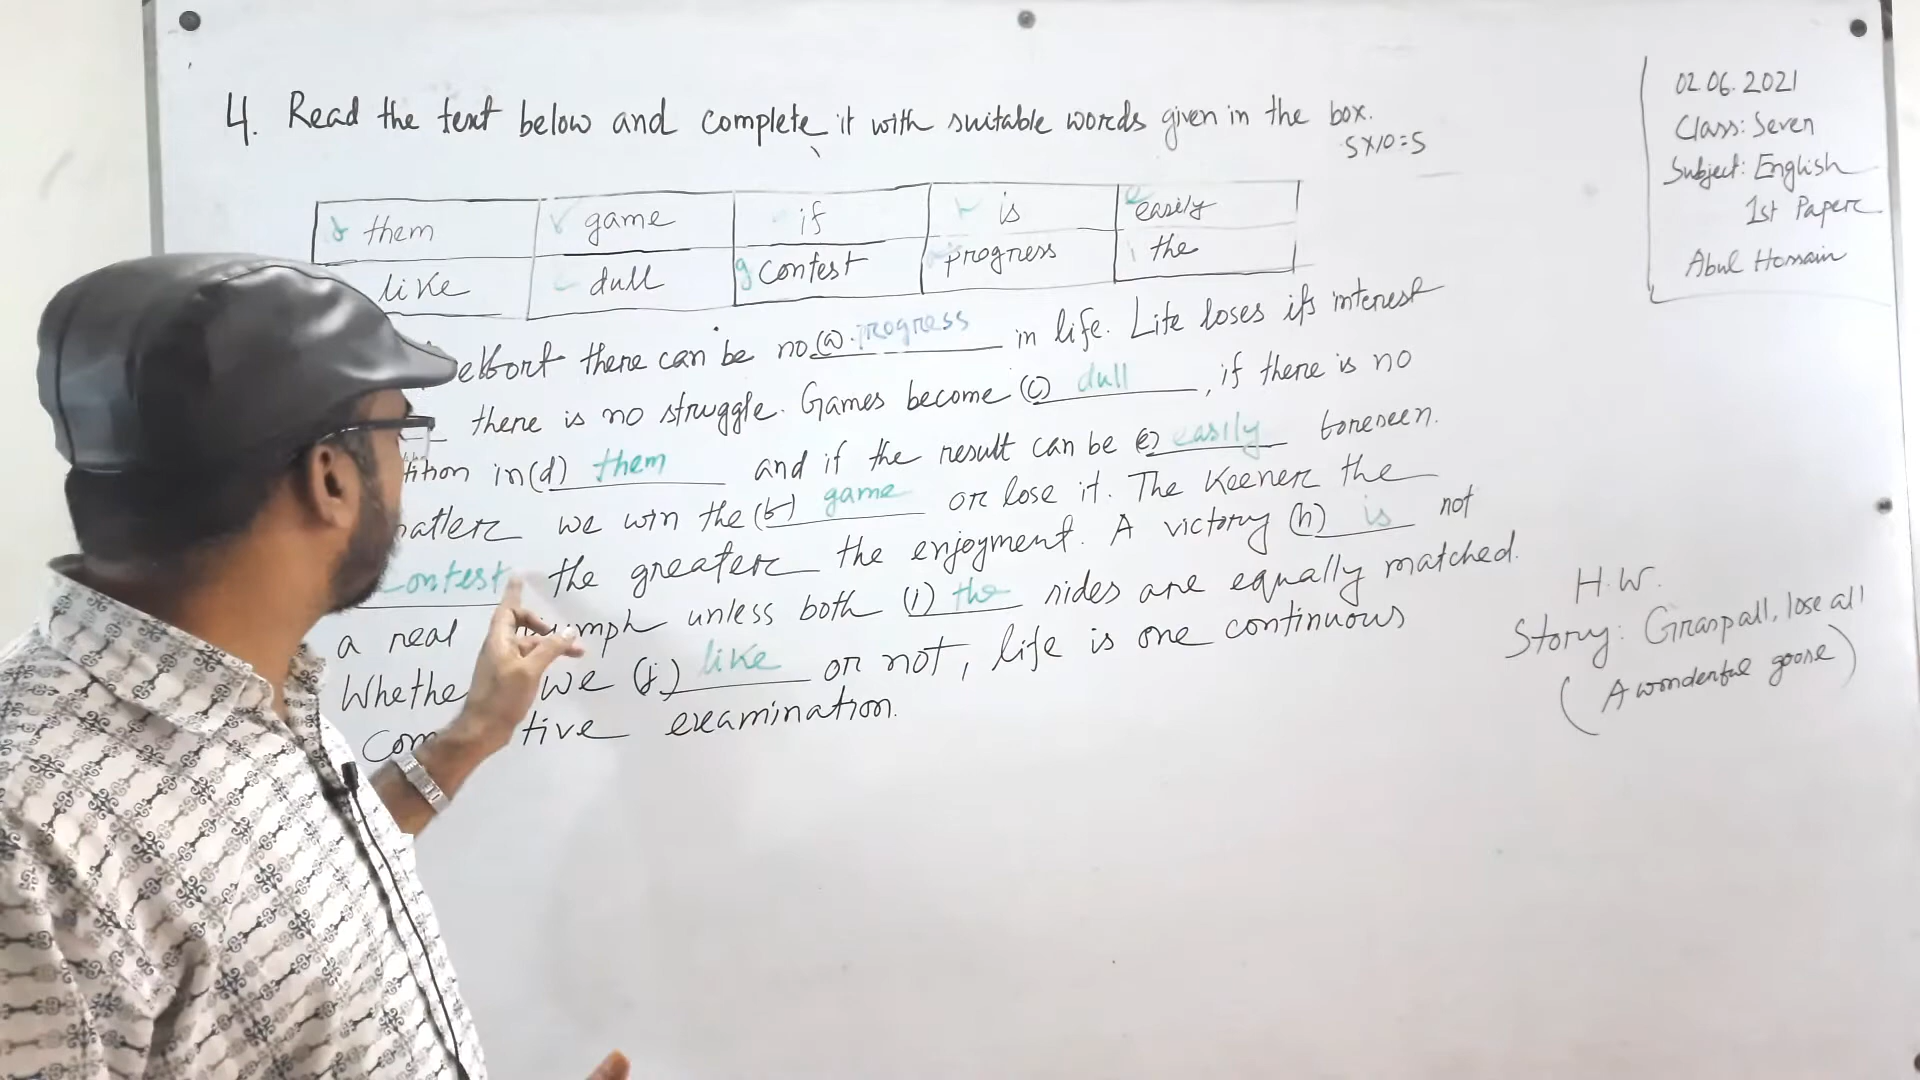 4. Read the text below and complete it with suitable words given in the box.
5x10=5
them game if is easily
like dull contest progress the
effort there can be no (a) progress in life. Life loses its interest
there is no struggle. Games become (c) dull, if there is no
tition in (d) them and if the result can be (e) easily foreseen.
matter we win the (f) game or lose it. The Keener the
contest the greater the enjoyment. A victory (h) is not
a real unless both (i) the sides are equally matched.
we (j) like or not, life is one continuous
tive examination.
02.06.2021
Class: Seven
Subject: English
1st Paper
Abul Hossain
H.W.
Story: Grasp all, lose all
(A wonderful goose)